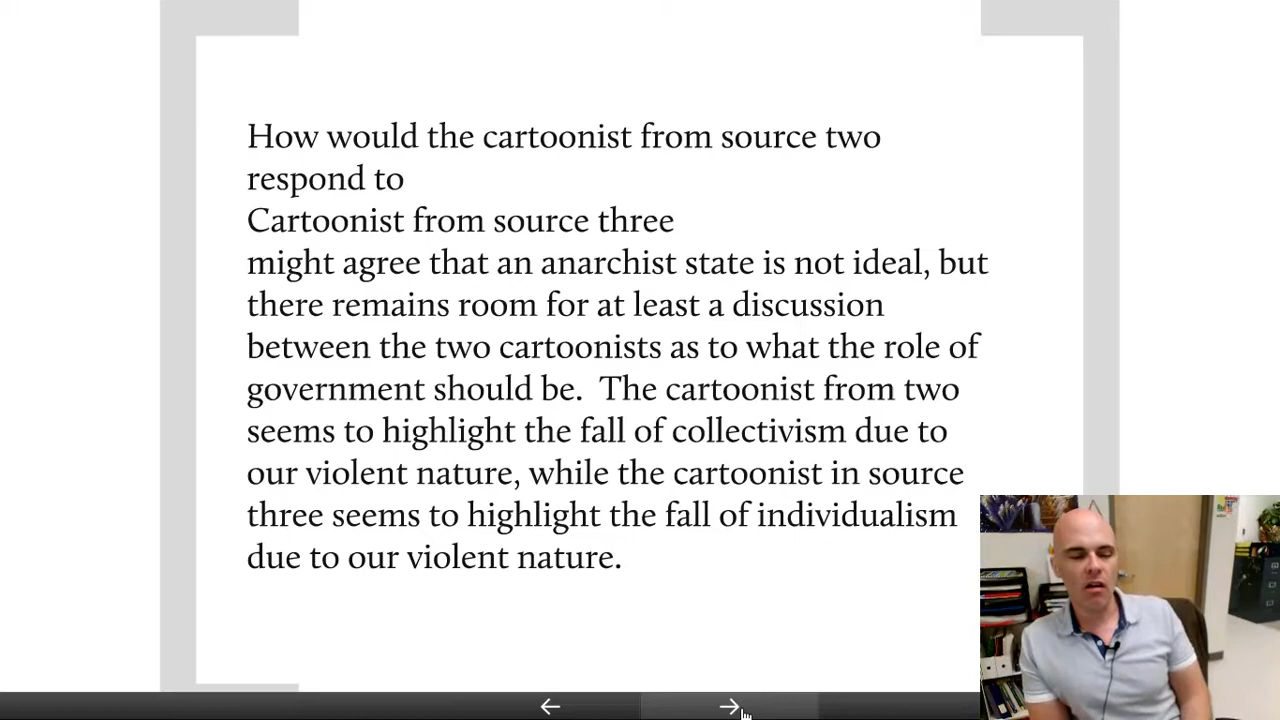 How would the cartoonist from source two
respond to
Cartoonist from source three
might agree that an anarchist state is not ideal, but
there remains room for at least a discussion
between the two cartoonists as to what the role of
government should be.  The cartoonist from two
seems to highlight the fall of collectivism due to
our violent nature, while the cartoonist in source
three seems to highlight the fall of individualism
due to our violent nature.